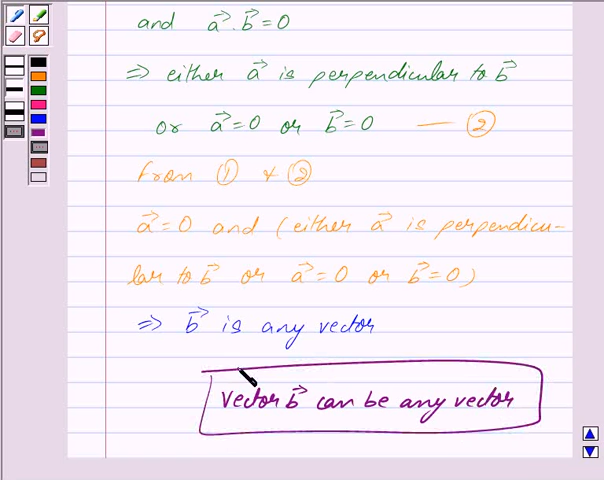 and a⃗.b⃗=0
⇒ either a⃗ is perpendicular to b⃗
or a⃗=0 or b⃗=0 — ②
From ① & ②
a⃗=0 and (either a⃗ is perpendicu-
lar to b⃗ or a⃗=0 or b⃗=0)
⇒ b⃗ is any vector
vector b⃗ can be any vector